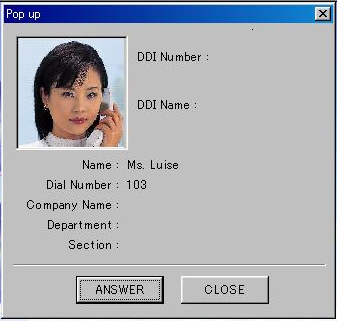 Pop up
DDI Number :
DDI Name :
Name : Ms. Luise
Dial Number : 103
Company Name :
Department :
Section :
ANSWER CLOSE